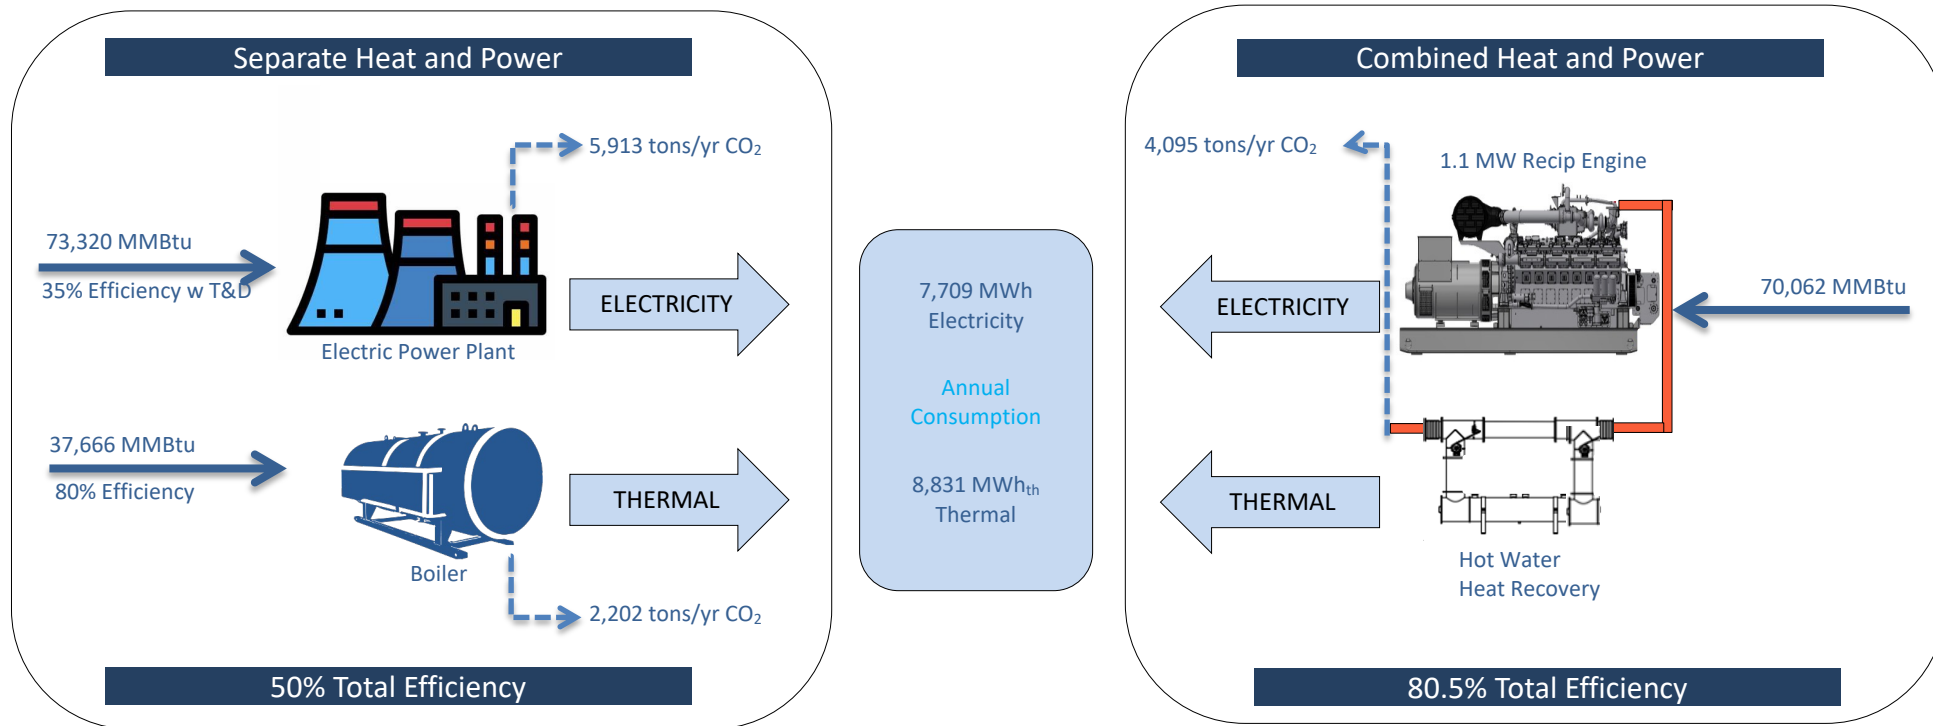 Separate Heat and Power
5,913 tons/yr CO₂
73,320 MMBtu
35% Efficiency w T&D
Electric Power Plant
ELECTRICITY
37,666 MMBtu
80% Efficiency
Boiler
THERMAL
2,202 tons/yr CO₂
50% Total Efficiency
7,709 MWh
Electricity
Annual
Consumption
8,831 MWhₜₕ
Thermal
Combined Heat and Power
4,095 tons/yr CO₂
1.1 MW Recip Engine
ELECTRICITY
70,062 MMBtu
THERMAL
Hot Water
Heat Recovery
80.5% Total Efficiency